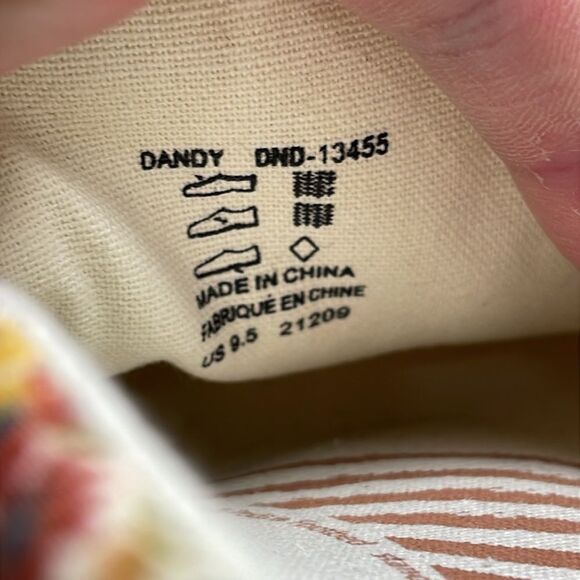 DANDY DND-13455
MADE IN CHINA
FABRIQUÉ EN CHINE
US 9.5 21209